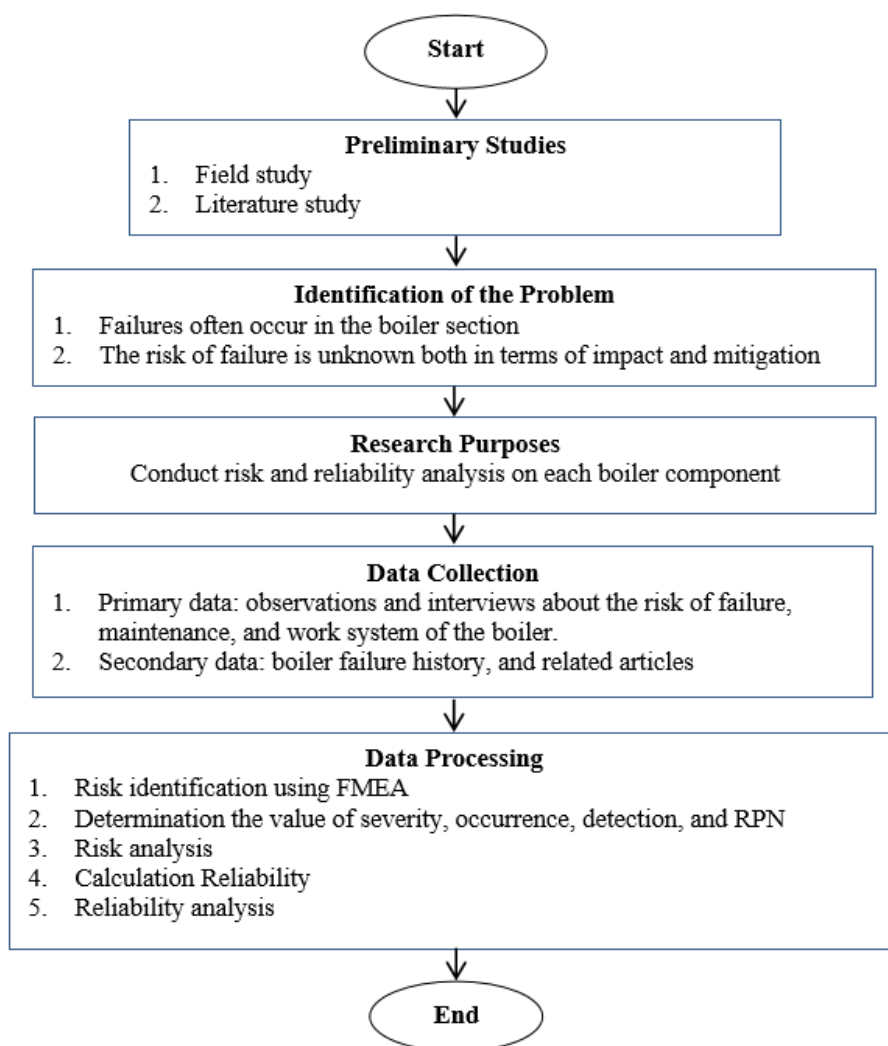 Start
Preliminary Studies
1. Field study
2. Literature study
Identification of the Problem
1. Failures often occur in the boiler section
2. The risk of failure is unknown both in terms of impact and mitigation
Research Purposes
Conduct risk and reliability analysis on each boiler component
Data Collection
1. Primary data: observations and interviews about the risk of failure,
maintenance, and work system of the boiler.
2. Secondary data: boiler failure history, and related articles
Data Processing
1. Risk identification using FMEA
2. Determination the value of severity, occurrence, detection, and RPN
3. Risk analysis
4. Calculation Reliability
5. Reliability analysis
End